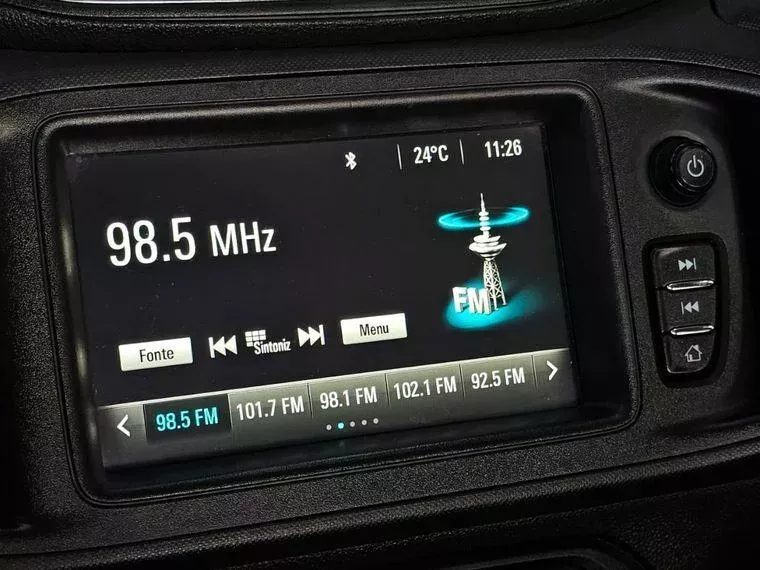 24°C 11:26
98.5 MHz
FM
Fonte Sintoniz Menu
98.5 FM 101.7 FM 98.1 FM 102.1 FM 92.5 FM